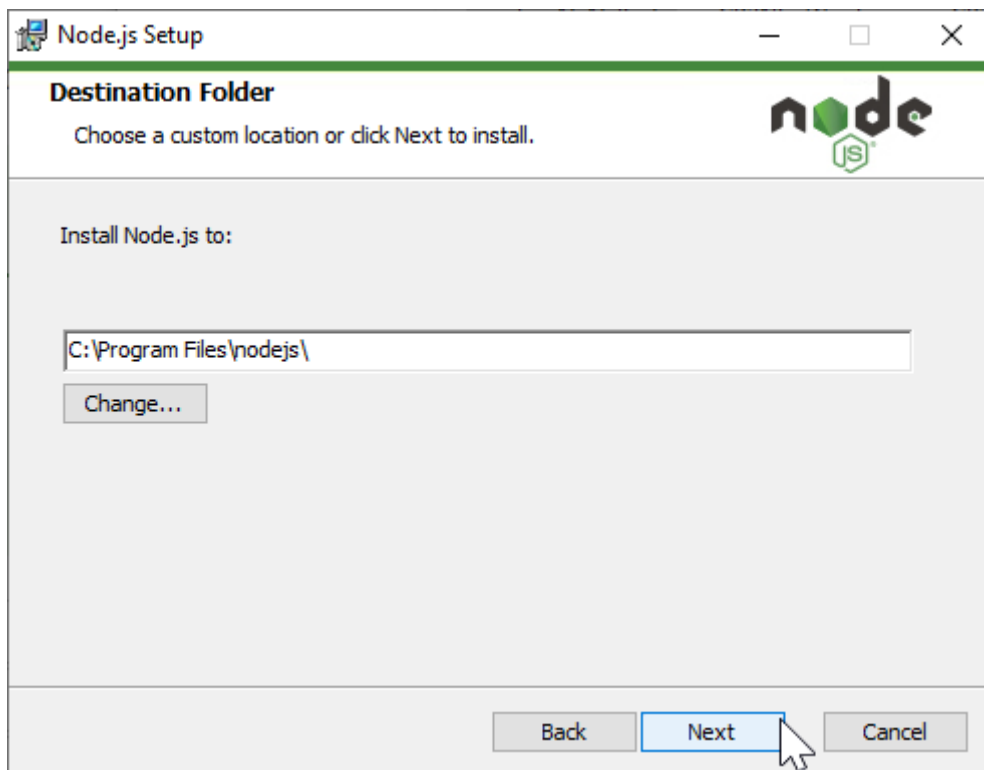 Node.js Setup
Destination Folder
Choose a custom location or click Next to install.
node
JS
Install Node.js to:
C:\Program Files\nodejs\
Change...
Back
Next
Cancel